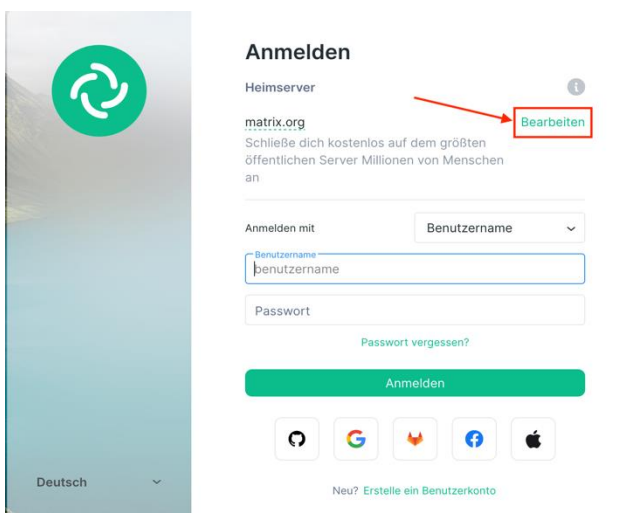 Anmelden
Heimserver
matrix.org
Bearbeiten
Schließe dich kostenlos auf dem größten
öffentlichen Server Millionen von Menschen
an
Anmelden mit
Benutzername
Benutzername
benutzername
Passwort
Passwort vergessen?
Anmelden
Deutsch
Neu? Erstelle ein Benutzerkonto